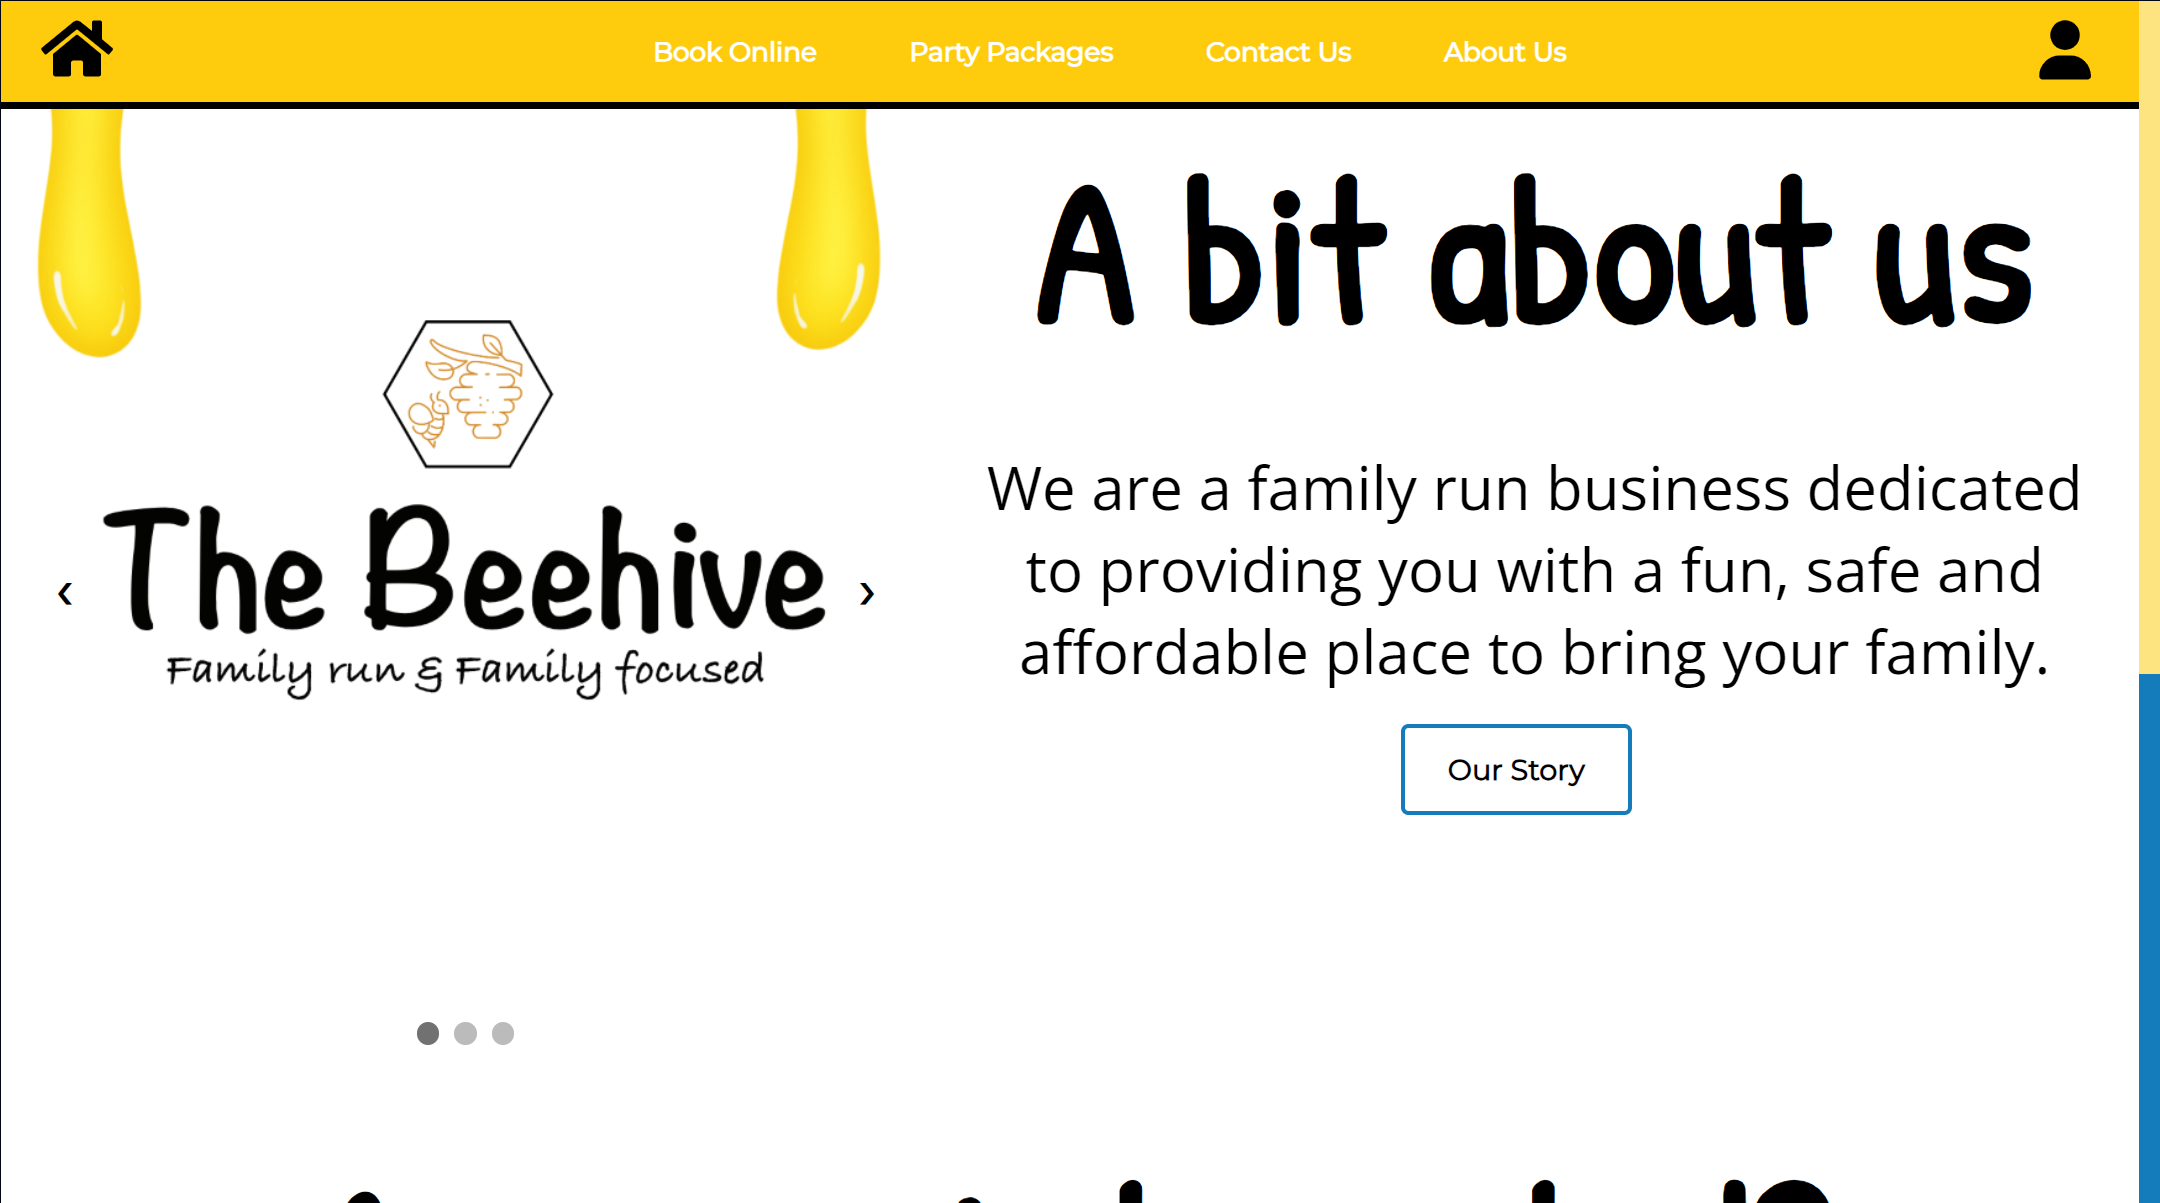 Book Online
Party Packages
Contact Us
About Us
A bit about us
The Beehive
Family run & Family focused
We are a family run business dedicated
to providing you with a fun, safe and
affordable place to bring your family.
Our Story